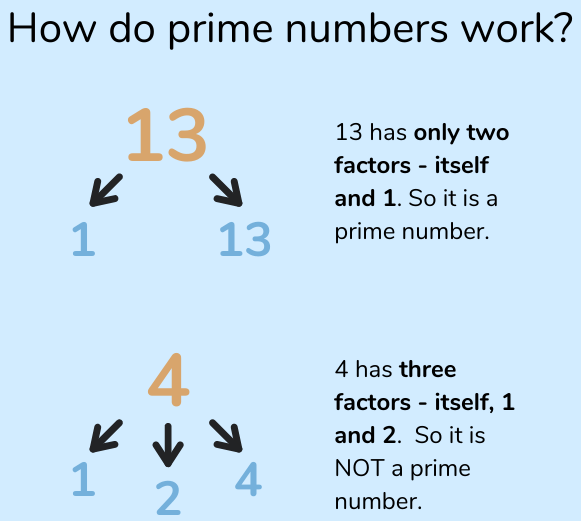 How do prime numbers work?
13
1
13
13 has only two
factors - itself
and 1. So it is a
prime number.
4
1
2
4
4 has three
factors - itself, 1
and 2.  So it is
NOT a prime
number.